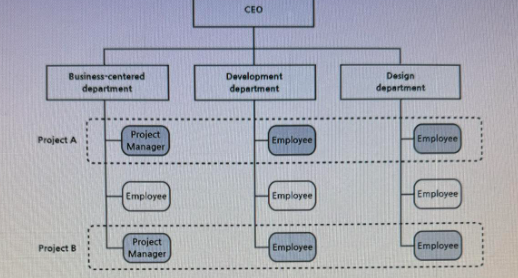 CEO
Business-centered
department
Development
department
Design
department
Project A
Project
Manager
Employee
Employee
Employee
Employee
Employee
Project B
Project
Manager
Employee
Employee